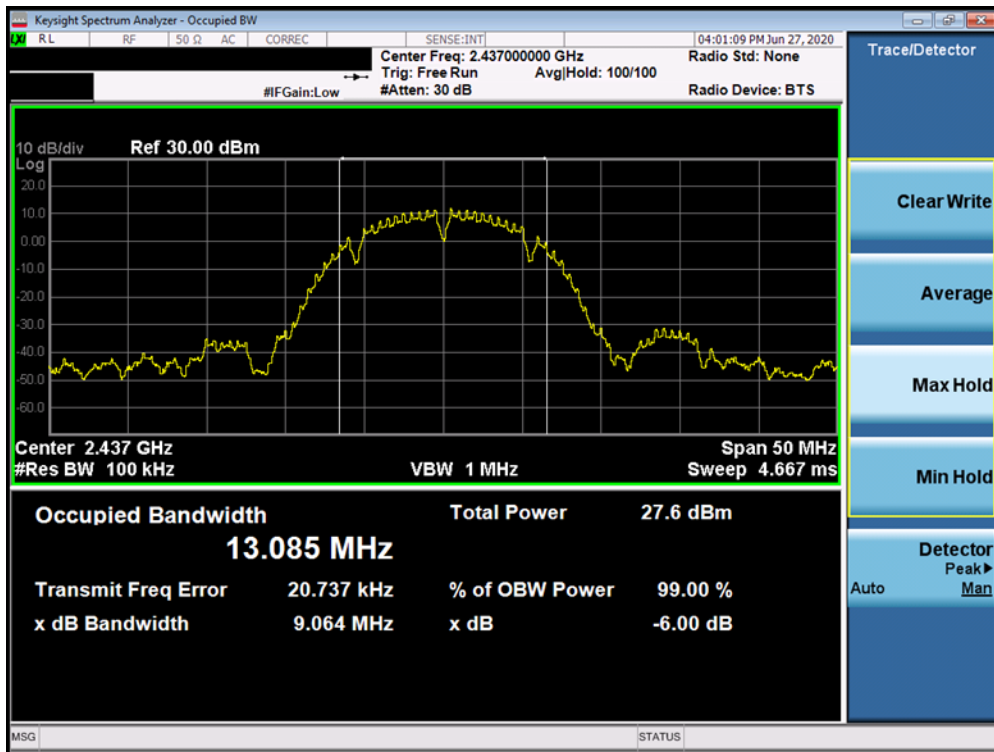 Keysight Spectrum Analyzer - Occupied BW
LXI RL RF 50 Ω AC CORREC SENSE:INT 04:01:09 PM Jun 27, 2020
Center Freq: 2.437000000 GHz Radio Std: None
Trig: Free Run Avg|Hold: 100/100
#IFGain:Low #Atten: 30 dB Radio Device: BTS
10 dB/div Ref 30.00 dBm
Log
20.0
10.0
0.00
-10.0
-20.0
-30.0
-40.0
-50.0
-60.0
Center 2.437 GHz Span 50 MHz
#Res BW 100 kHz VBW 1 MHz Sweep 4.667 ms
Occupied Bandwidth Total Power 27.6 dBm
13.085 MHz
Transmit Freq Error 20.737 kHz % of OBW Power 99.00 %
x dB Bandwidth 9.064 MHz x dB -6.00 dB
MSG STATUS
Trace/Detector
Clear Write
Average
Max Hold
Min Hold
Detector
Peak▶
Auto Man